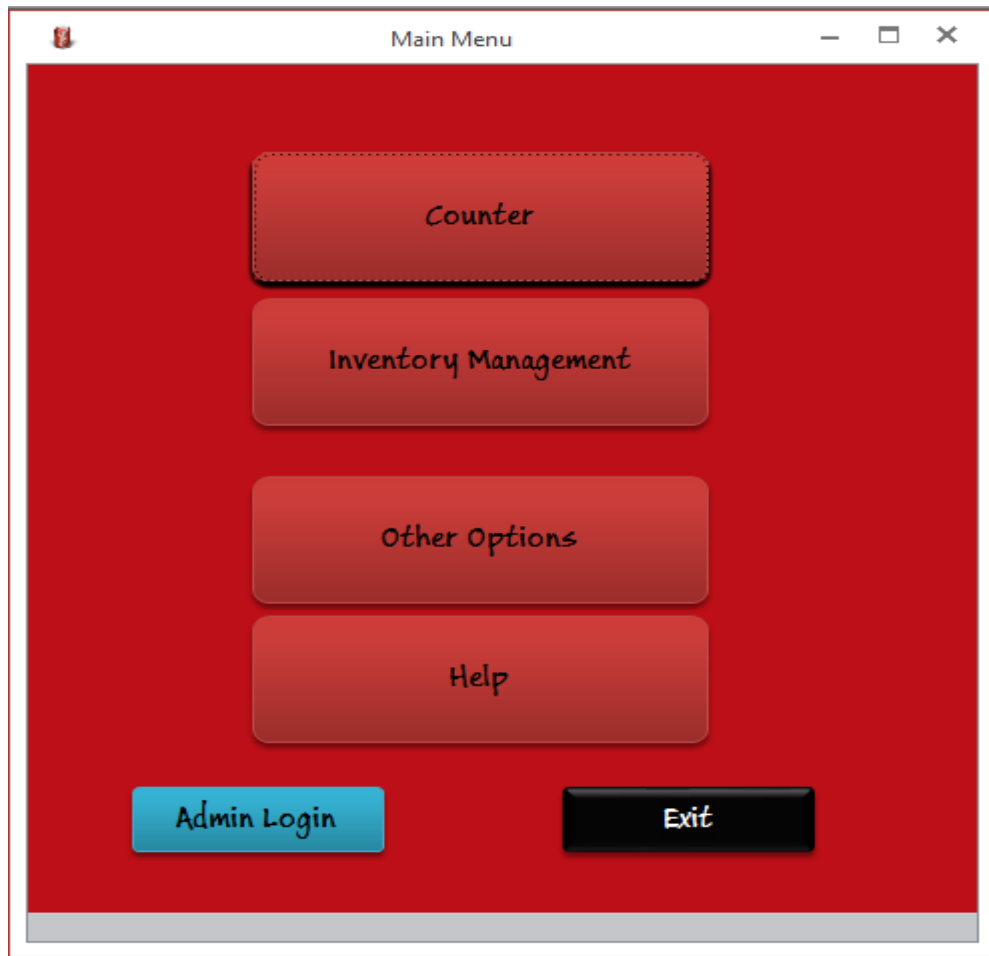 Main Menu
Counter
Inventory Management
Other Options
Help
Admin Login
Exit